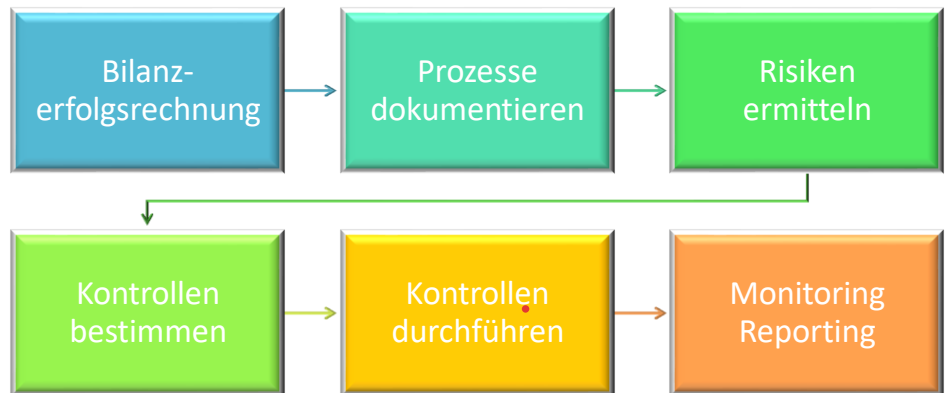 Bilanz-
erfolgsrechnung
Prozesse
dokumentieren
Risiken
ermitteln
Kontrollen
bestimmen
Kontrollen
durchführen
Monitoring
Reporting